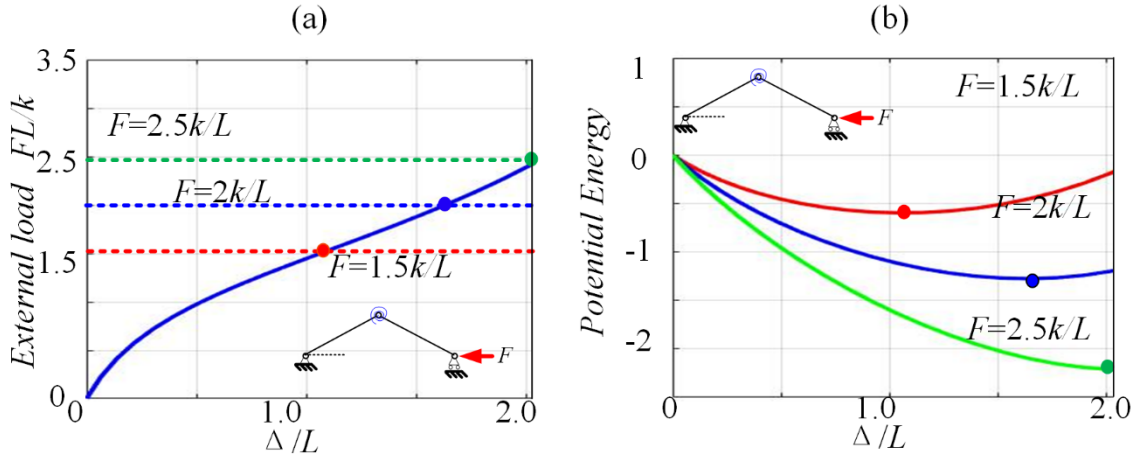 (a)
External load FL/k
3.5
2.5
1.5
0
F=2.5k/L
F=2k/L
F=1.5k/L
F
0
1.0
2.0
Δ/L
(b)
Potential Energy
1
0
-1
-2
F=1.5k/L
F
F=2k/L
F=2.5k/L
0
1.0
2.0
Δ/L